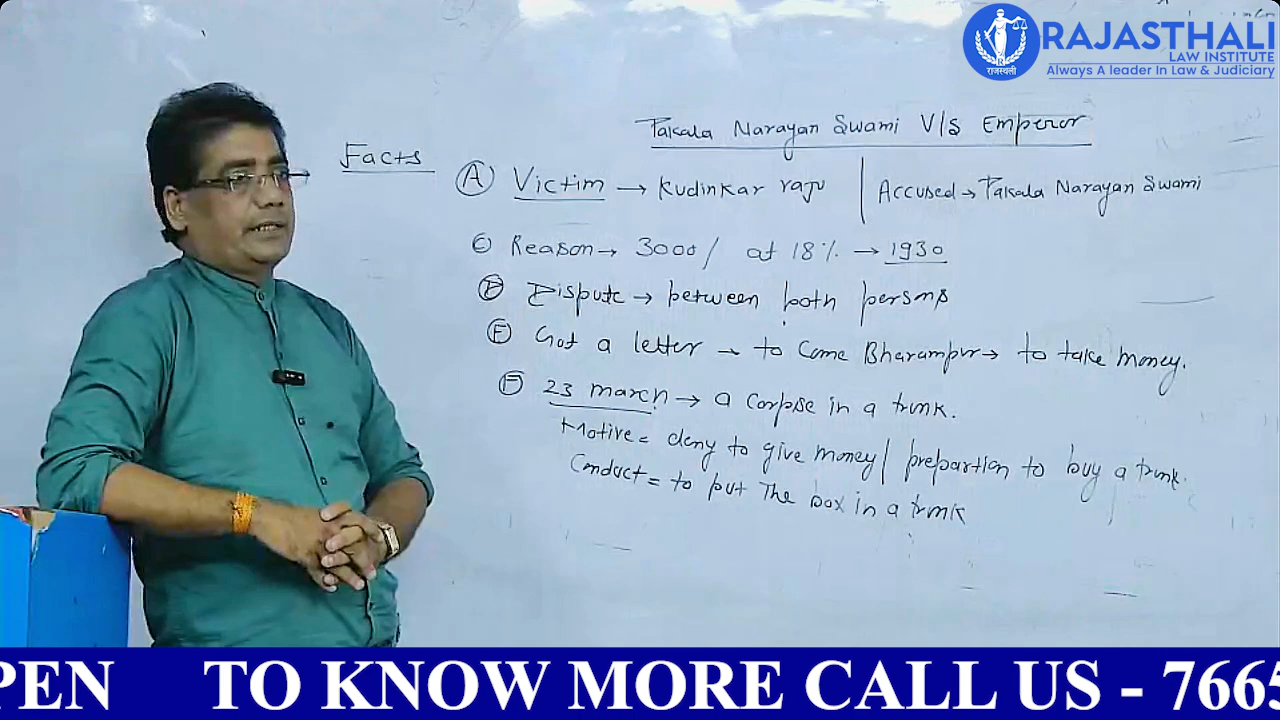 RAJASTHALI
LAW INSTITUTE
Always A leader In Law & Judiciary
राजस्थली
Pakala Narayan Swami V/s Emperor
Facts
(A) Victim → Kudinkar raju | Accused → Pakala Narayan Swami
(C) Reason → 3000/ at 18% → 1930
(D) Dispute → between both persons
(E) Got a letter → to come Bharampur → to take money.
(F) 23 march → a corpse in a trunk.
Motive = deny to give money / prepartion to buy a trunk.
Conduct = to put The box in a trunk
PEN TO KNOW MORE CALL US - 7665